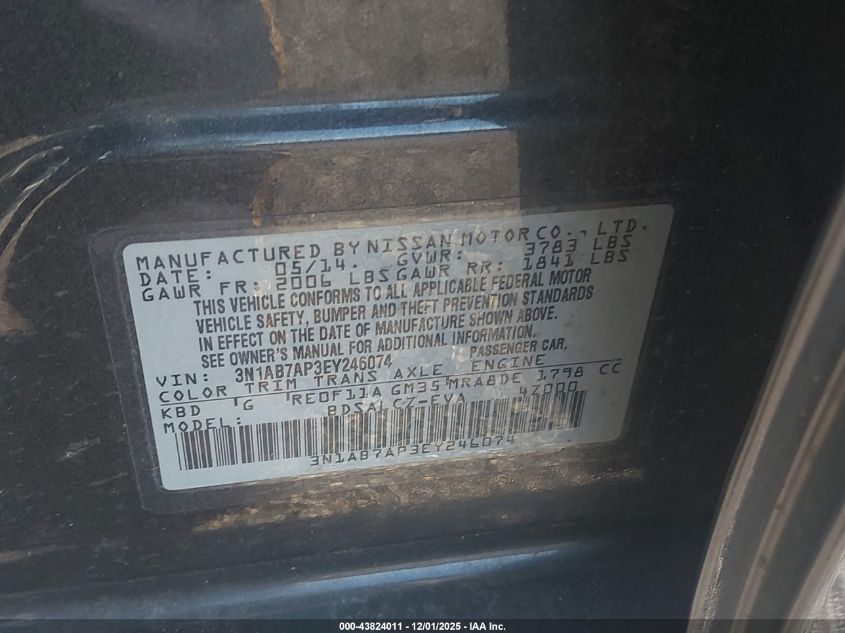 MANUFACTURED BY NISSAN MOTOR CO., LTD.
DATE: 05/14. GVWR: 3783 LBS
GAWR FR: 2006 LBS GAWR RR: 1841 LBS
THIS VEHICLE CONFORMS TO ALL APPLICABLE FEDERAL MOTOR
VEHICLE SAFETY, BUMPER AND THEFT PREVENTION STANDARDS
IN EFFECT ON THE DATE OF MANUFACTURE SHOWN ABOVE.
SEE OWNER'S MANUAL FOR ADDITIONAL INFORMATION.
VIN: 3N1AB7AP3EY246074 PASSENGER CAR.
COLOR TRIM TRANS AXLE ENGINE
KBD G RE0F11A GM35 MRA8DE 1798 CC
MODEL: BDSALCZ-EVA 4Z000
3N1AB7AP3EY246074
000-43824011 - 12/01/2025 - IAA Inc.